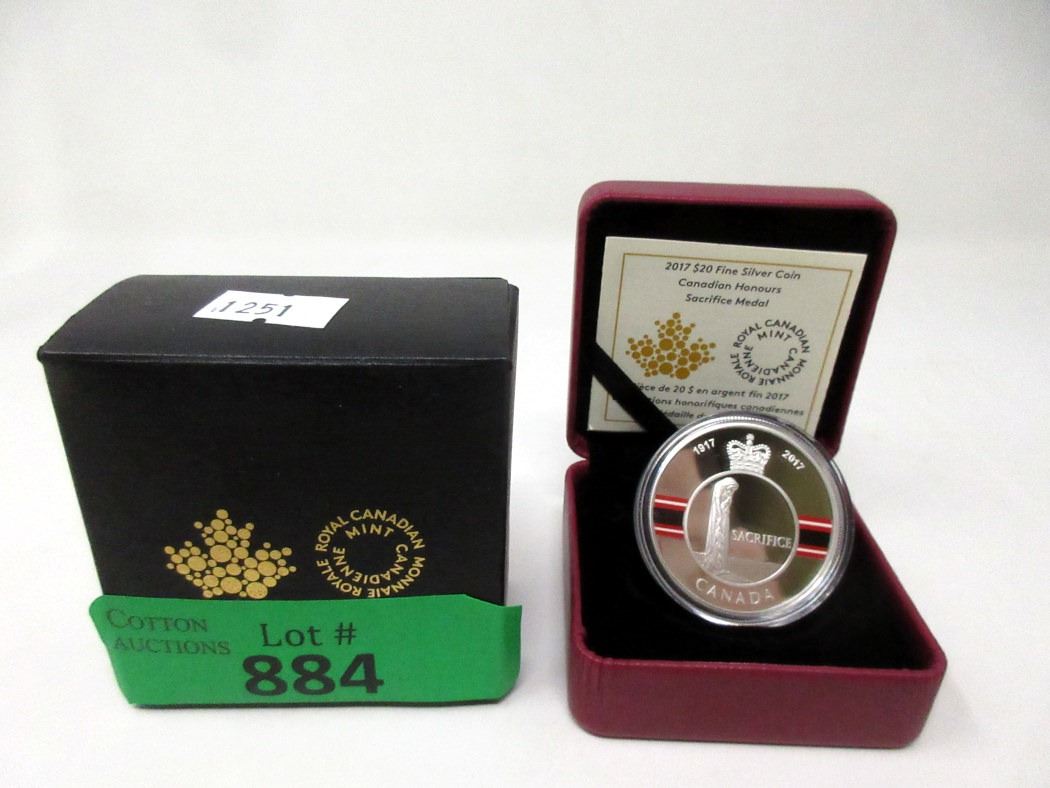 1251
ROYAL CANADIAN MINT
MONNAIE ROYALE CANADIENNE
COTTON
AUCTIONS
Lot #
884
2017 $20 Fine Silver Coin
Canadian Honours
Sacrifice Medal
ROYAL CANADIAN MINT
MONNAIE ROYALE CANADIENNE
de 20 $ en argent fin 2017
honorifiques canadiennes
1917 2017
SACRIFICE
CANADA